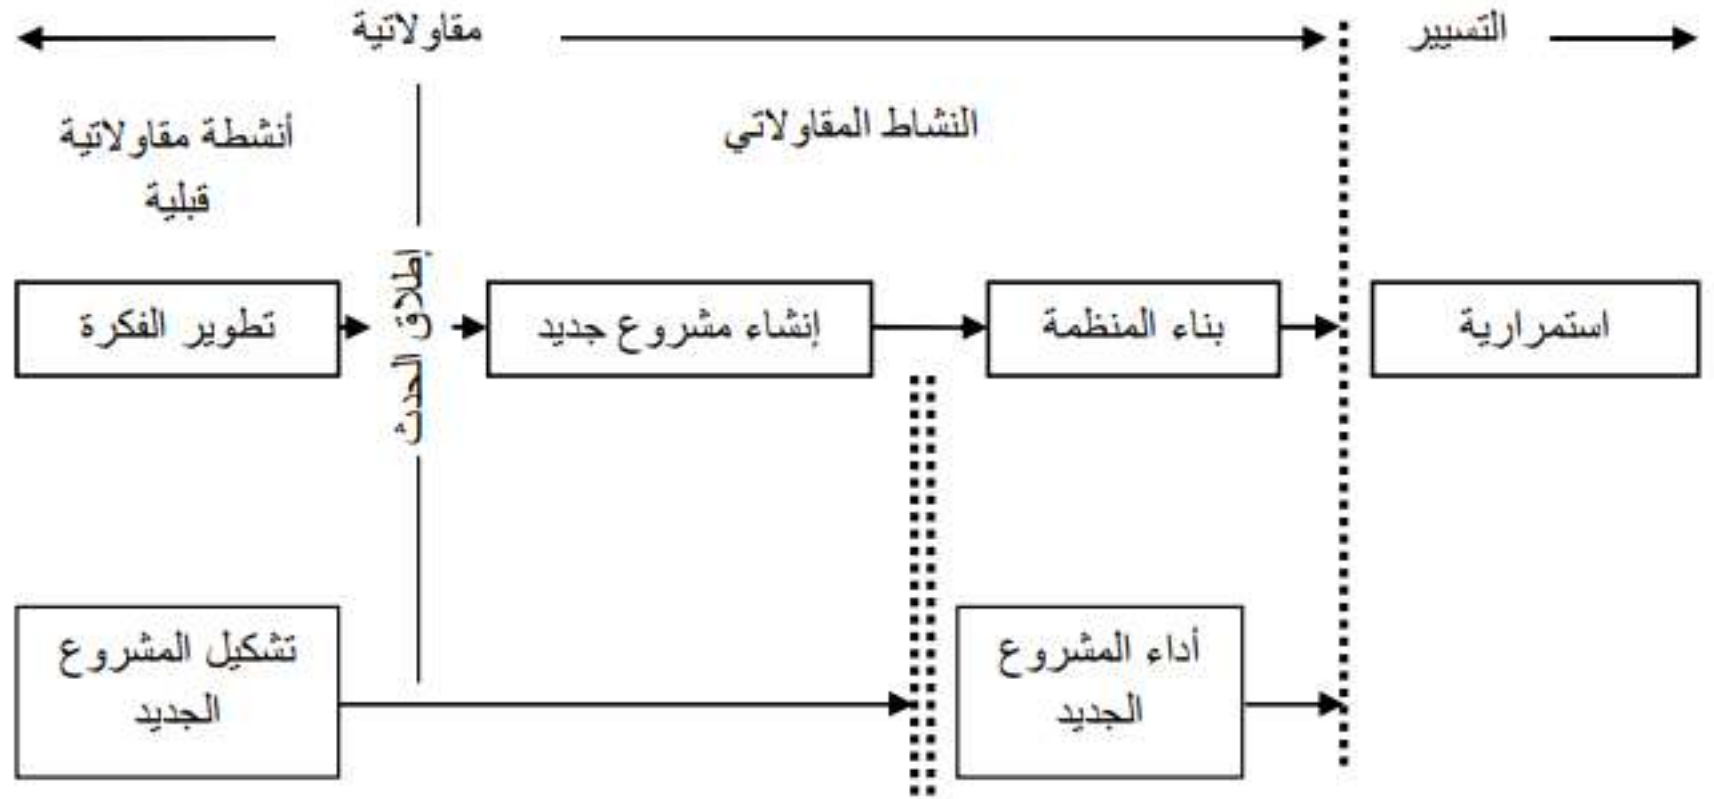 مقاولاتية
التسيير
أنشطة مقاولاتية
قبلية
النشاط المقاولاتي
تطوير الفكرة
إطلاق الحدث
إنشاء مشروع جديد
بناء المنظمة
استمرارية
تشكيل المشروع
الجديد
أداء المشروع
الجديد